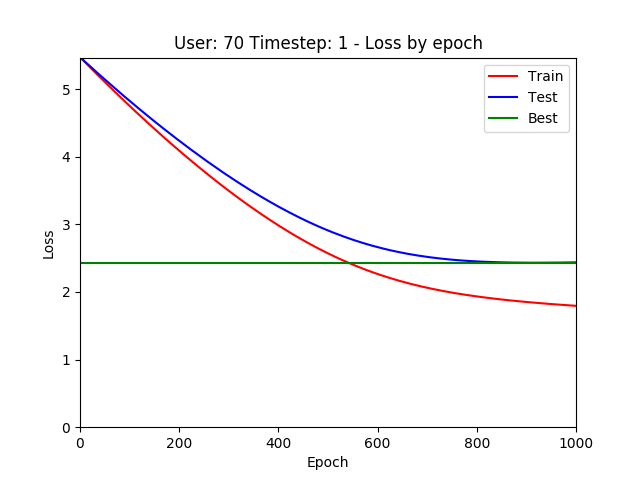 User: 70 Timestep: 1 - Loss by epoch
Train
Test
Best
5
4
3
2
1
0
Loss
0 200 400 600 800 1000
Epoch